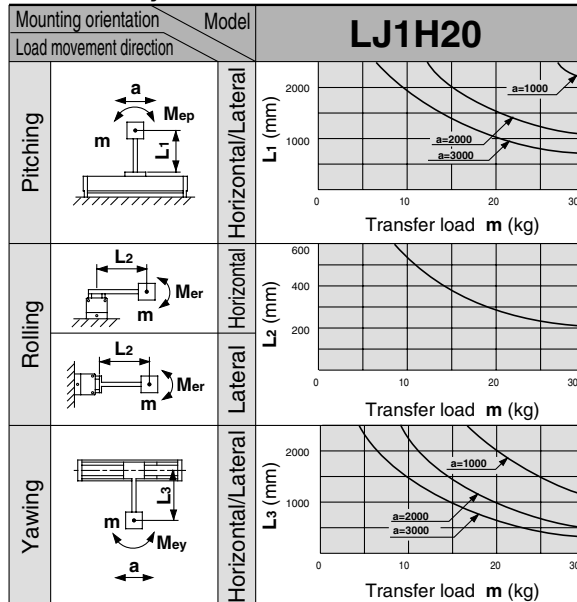 Mounting orientation
Model
Load movement direction
LJ1H20
Pitching
a
Mep
m
L1
Horizontal/Lateral
L1 (mm)
2000
1000
a=1000
a=2000
a=3000
0
10
20
30
Transfer load m (kg)
Rolling
L2
Mer
m
Horizontal
L2
Mer
m
Lateral
L2 (mm)
600
400
200
0
10
20
30
Transfer load m (kg)
Yawing
L3
m
Mey
a
Horizontal/Lateral
L3 (mm)
2000
1000
a=1000
a=2000
a=3000
0
10
20
30
Transfer load m (kg)